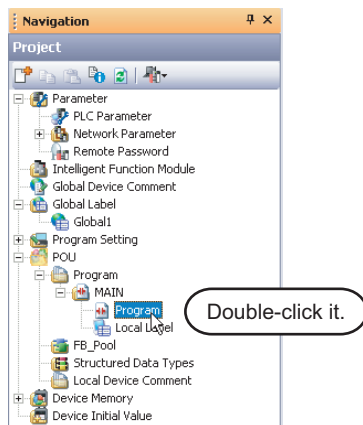 Navigation
Project
Parameter
PLC Parameter
Network Parameter
Remote Password
Intelligent Function Module
Global Device Comment
Global Label
Global1
Program Setting
POU
Program
MAIN
Program
Double-click it.
Local Label
FB_Pool
Structured Data Types
Local Device Comment
Device Memory
Device Initial Value